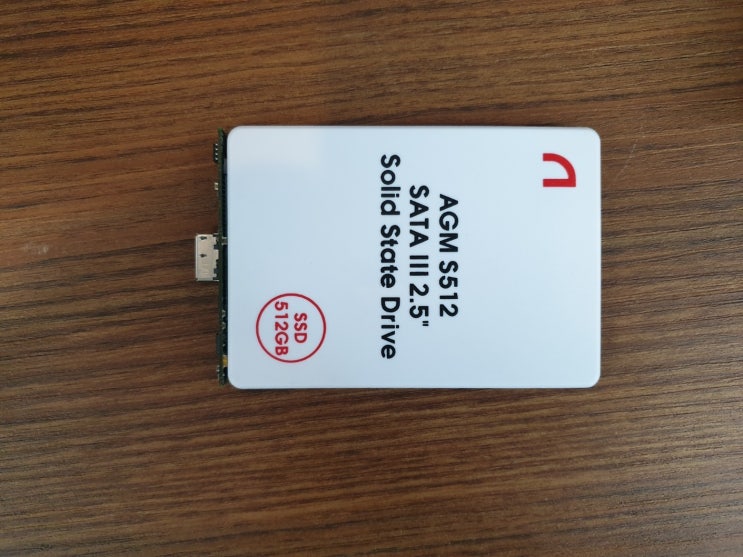 AGM S512
SATA III 2.5"
Solid State Drive
SSD
512GB